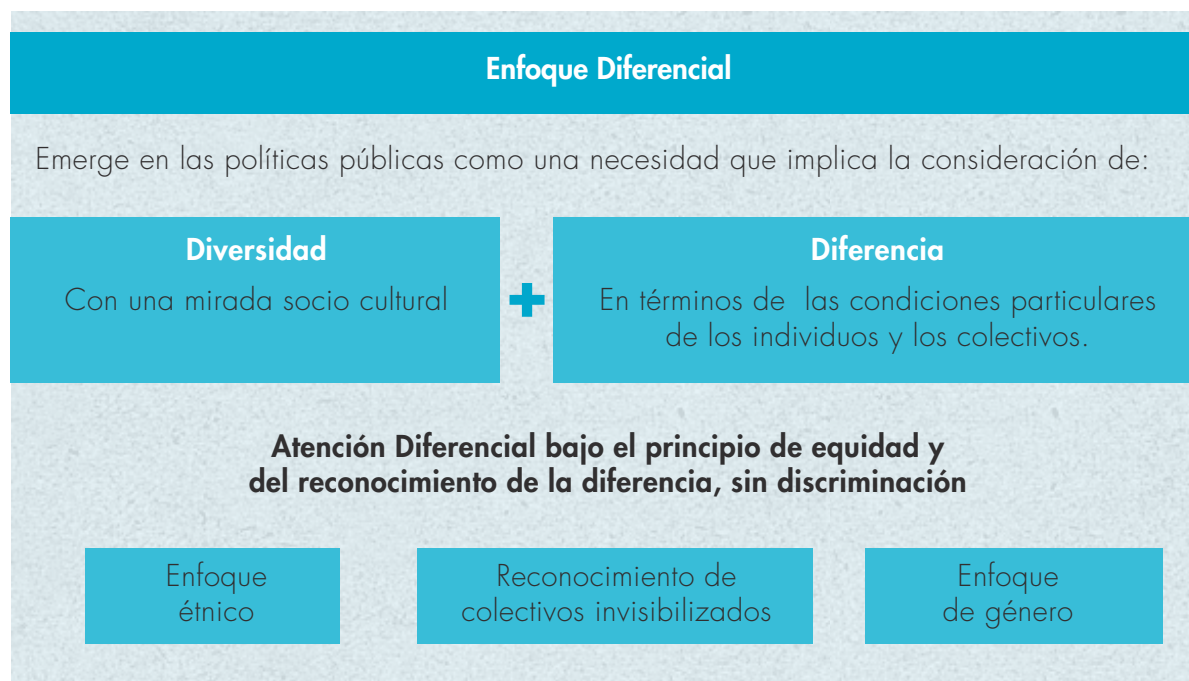 Enfoque Diferencial
Emerge en las políticas públicas como una necesidad que implica la consideración de:
Diversidad
Con una mirada socio cultural
+
Diferencia
En términos de las condiciones particulares
de los individuos y los colectivos.
Atención Diferencial bajo el principio de equidad y
del reconocimiento de la diferencia, sin discriminación
Enfoque
étnico
Reconocimiento de
colectivos invisibilizados
Enfoque
de género